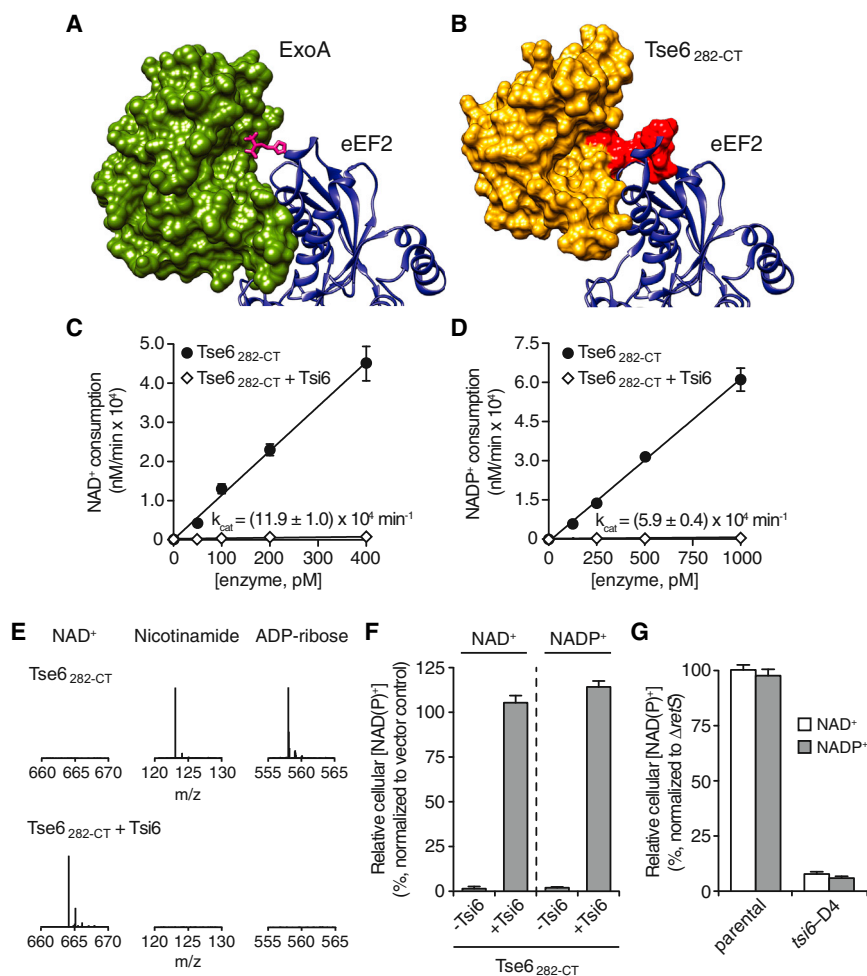 A
ExoA
eEF2
B
Tse6 282-CT
eEF2
C
NAD+ consumption
(nM/min x 10⁴)
5.0
4.0
2.0
1.0
0
Tse6 282-CT
Tse6 282-CT + Tsi6
k cat = (11.9 ± 1.0) x 10⁴ min⁻¹
0 100 200 300 400
[enzyme, pM]
D
NADP+ consumption
(nM/min x 10⁴)
7.5
6.0
3.0
1.5
0
Tse6 282-CT
Tse6 282-CT + Tsi6
k cat = (5.9 ± 0.4) x 10⁴ min⁻¹
0 250 500 750 1000
[enzyme, pM]
E
NAD+ Nicotinamide ADP-ribose
Tse6 282-CT
660 665 670 120 125 130 555 560 565
m/z
Tse6 282-CT + Tsi6
660 665 670 120 125 130 555 560 565
m/z
F
NAD+ NADP+
Relative cellular [NAD(P)+]
(%, normalized to vector control)
125
100
75
50
25
0
-Tsi6 +Tsi6 -Tsi6 +Tsi6
Tse6 282-CT
G
Relative cellular [NAD(P)+]
(%, normalized to ΔretS)
100
75
50
25
0
NAD+
NADP+
parental tsi6–D4